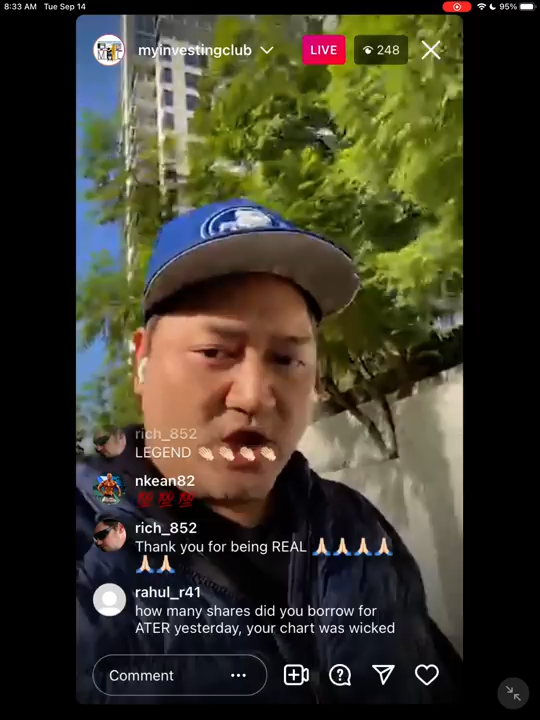 8:33 AM Tue Sep 14
95%
myinvestingclub
LIVE
248
rich_852
LEGEND 👏🏻👏🏻👏🏻👏🏻
nkean82
💯💯💯
rich_852
Thank you for being REAL 🙏🏻🙏🏻🙏🏻🙏🏻
🙏🏻🙏🏻
rahul_r41
how many shares did you borrow for
ATER yesterday, your chart was wicked
Comment